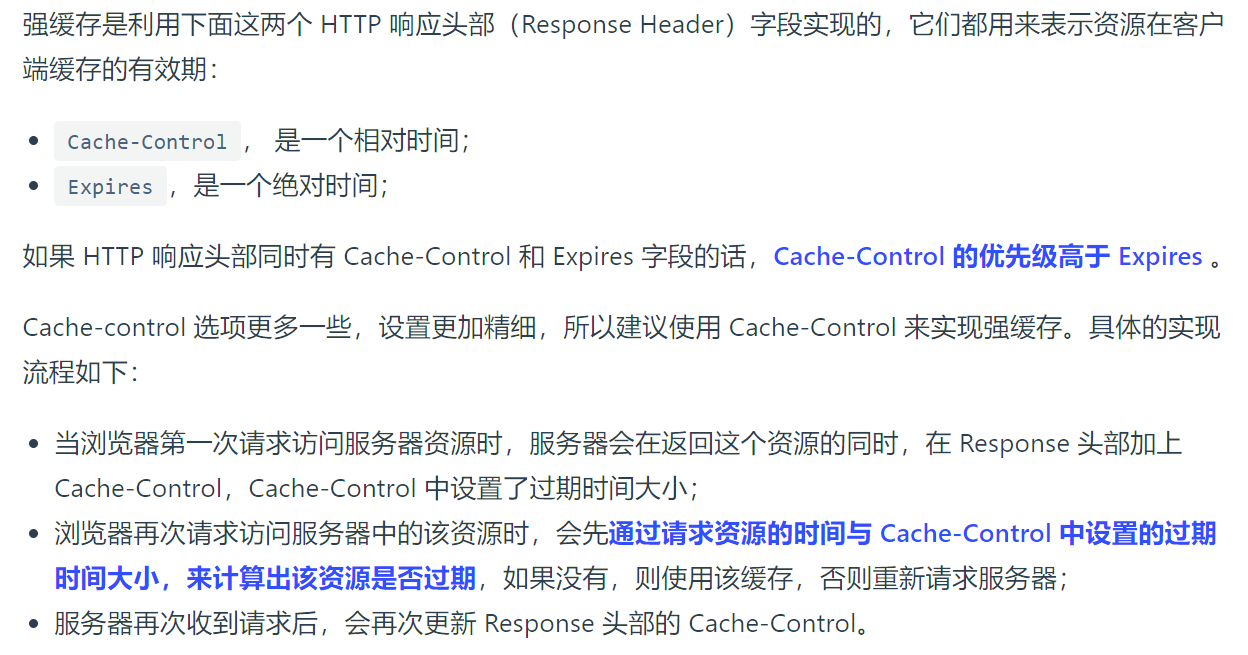 强缓存是利用下面这两个 HTTP 响应头部（Response Header）字段实现的，它们都用来表示资源在客户
端缓存的有效期：
Cache-Control， 是一个相对时间；
Expires，是一个绝对时间；
如果 HTTP 响应头部同时有 Cache-Control 和 Expires 字段的话，Cache-Control 的优先级高于 Expires 。
Cache-control 选项更多一些，设置更加精细，所以建议使用 Cache-Control 来实现强缓存。具体的实现
流程如下：
当浏览器第一次请求访问服务器资源时，服务器会在返回这个资源的同时，在 Response 头部加上
Cache-Control，Cache-Control 中设置了过期时间大小；
浏览器再次请求访问服务器中的该资源时，会先通过请求资源的时间与 Cache-Control 中设置的过期
时间大小，来计算出该资源是否过期，如果没有，则使用该缓存，否则重新请求服务器；
服务器再次收到请求后，会再次更新 Response 头部的 Cache-Control。